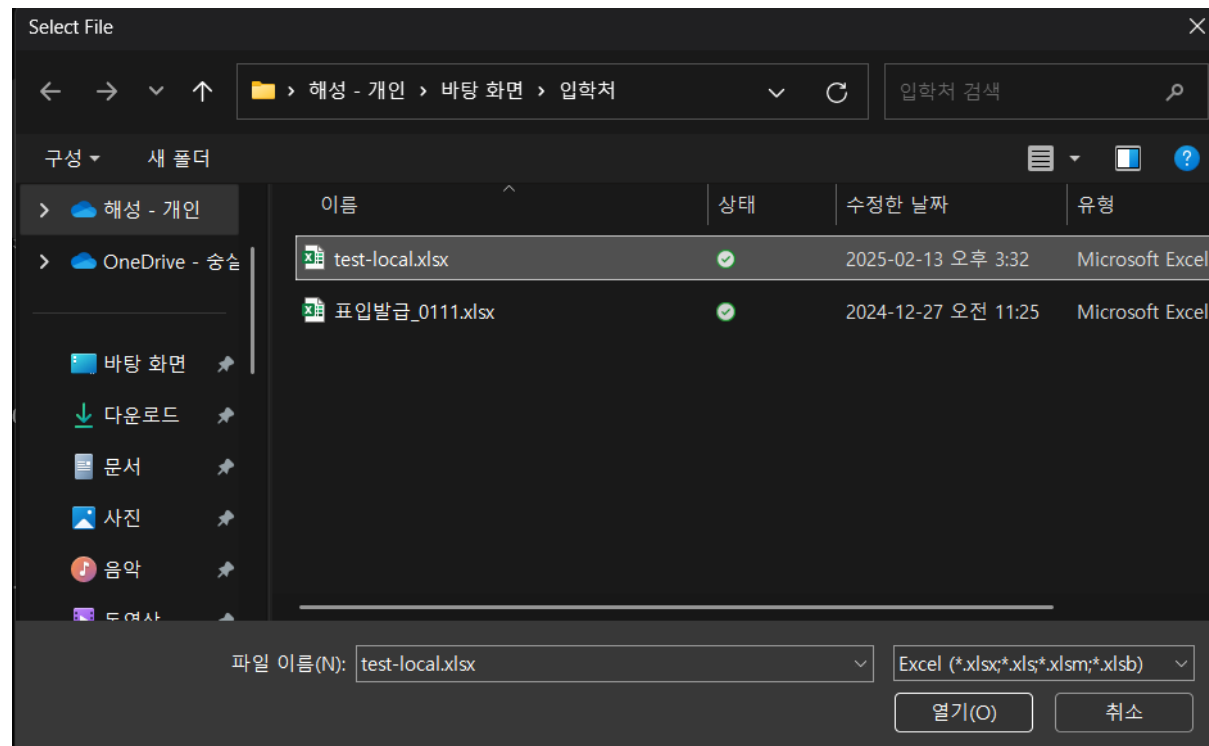 Select File
해성 - 개인 › 바탕 화면 › 입학처
입학처 검색
구성 새 폴더
해성 - 개인
OneDrive - 숭실
바탕 화면
다운로드
문서
사진
음악
동영상
이름 상태 수정한 날짜 유형
test-local.xlsx 2025-02-13 오후 3:32 Microsoft Excel
표입발급_0111.xlsx 2024-12-27 오전 11:25 Microsoft Excel
파일 이름(N): test-local.xlsx Excel (*.xlsx;*.xls;*.xlsm;*.xlsb)
열기(O) 취소